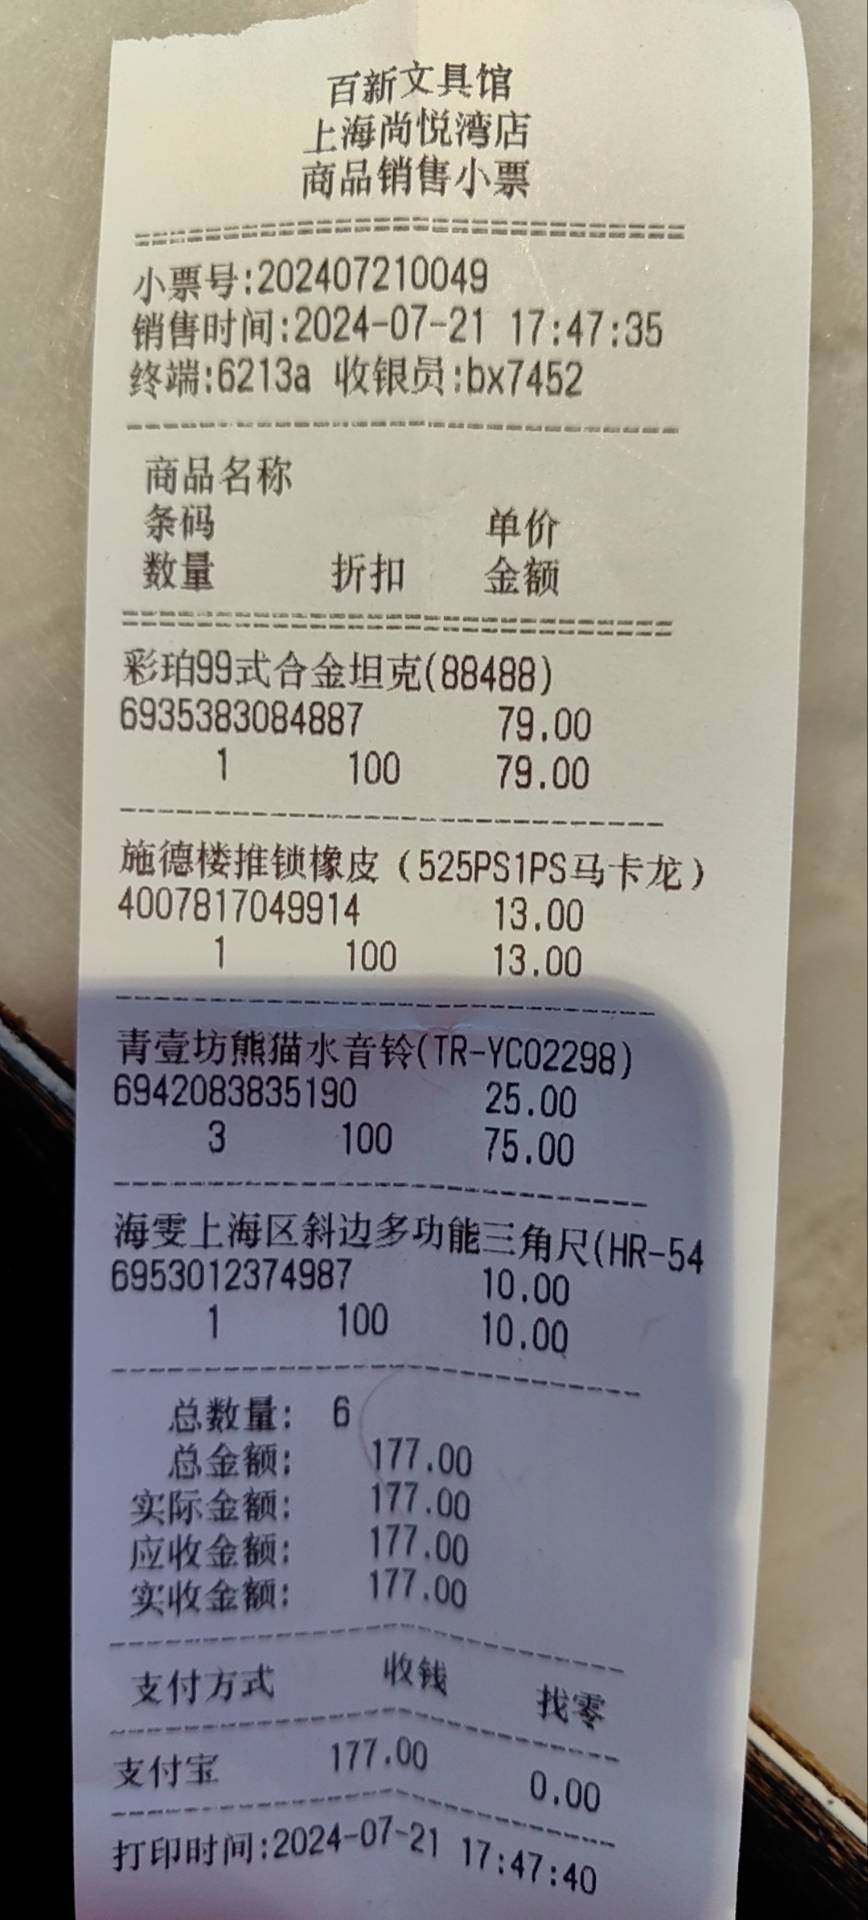 百新文具馆
上海尚悦湾店
商品销售小票
小票号:202407210049
销售时间:2024-07-21 17:47:35
终端:6213a 收银员:bx7452
商品名称
条码 单价
数量 折扣 金额
彩珀99式合金坦克(88488)
6935383084887 79.00
1 100 79.00
施德楼推锁橡皮（525PS1PS马卡龙）
4007817049914 13.00
1 100 13.00
青壹坊熊猫水音铃(TR-YC02298)
6942083835190 25.00
3 100 75.00
海雯上海区斜边多功能三角尺(HR-54
6953012374987 10.00
1 100 10.00
总数量: 6
总金额: 177.00
实际金额: 177.00
应收金额: 177.00
实收金额: 177.00
支付方式 收钱 找零
支付宝 177.00 0.00
打印时间:2024-07-21 17:47:40